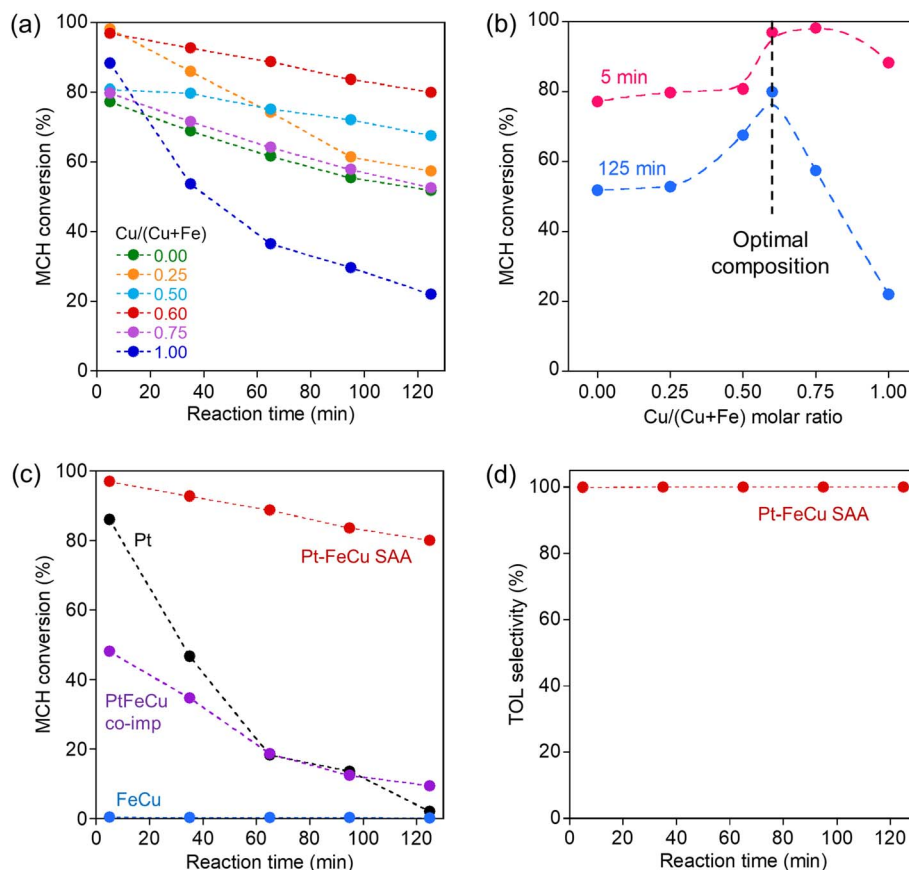 (a)
MCH conversion (%)
100
80
60
40
20
0
Cu/(Cu+Fe)
0.00
0.25
0.50
0.60
0.75
1.00
0 20 40 60 80 100 120
Reaction time (min)
(b)
MCH conversion (%)
100
80
60
40
20
0
5 min
125 min
Optimal
composition
0.00 0.25 0.50 0.75 1.00
Cu/(Cu+Fe) molar ratio
(c)
MCH conversion (%)
100
80
60
40
20
0
Pt
Pt-FeCu SAA
PtFeCu
co-imp
FeCu
0 20 40 60 80 100 120
Reaction time (min)
(d)
TOL selectivity (%)
100
80
60
40
20
0
Pt-FeCu SAA
0 20 40 60 80 100 120
Reaction time (min)